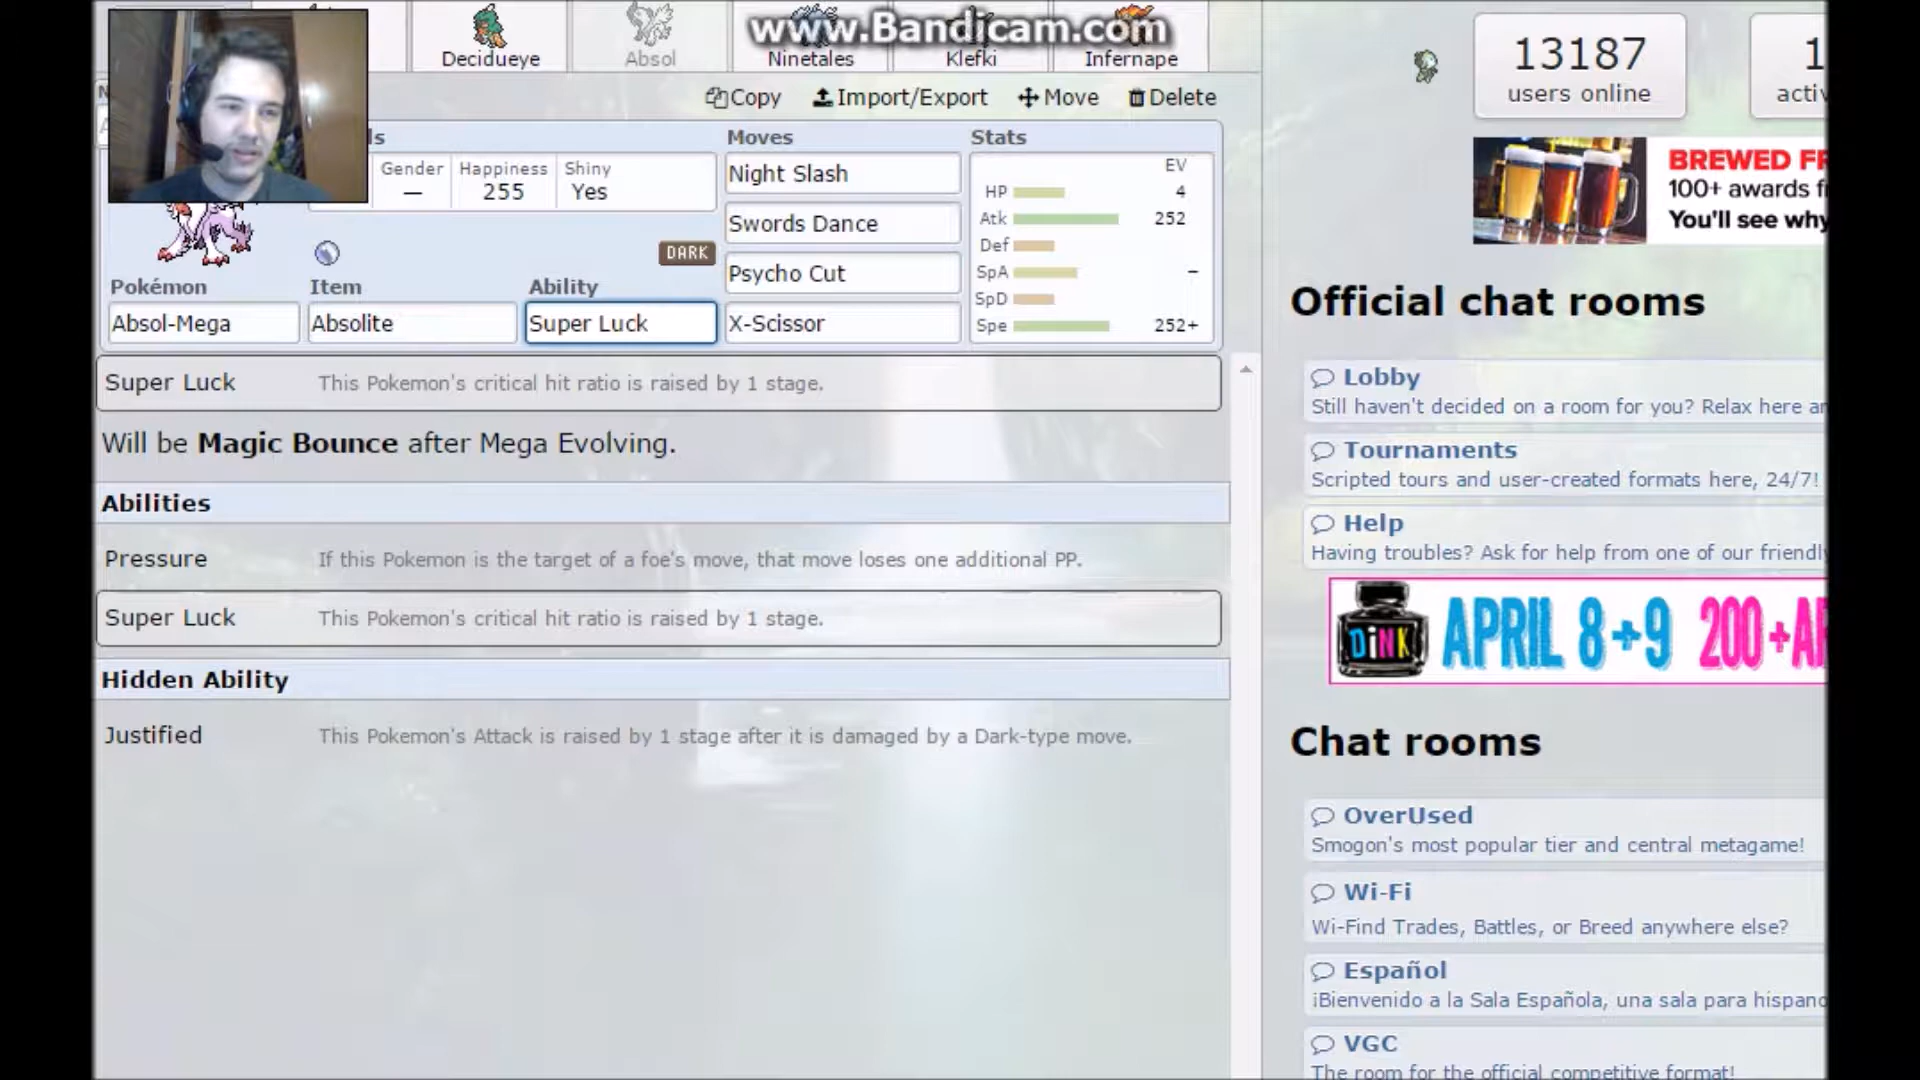 www.Bandicam.com
Decidueye
Absol
Ninetales
Klefki
Infernape
Copy
Import/Export
Move
Delete
Gender
—
Happiness
255
Shiny
Yes
DARK
Pokémon
Absol-Mega
Item
Absolite
Ability
Super Luck
Moves
Night Slash
Swords Dance
Psycho Cut
X-Scissor
Stats
EV
HP 4
Atk 252
Def
SpA –
SpD
Spe 252+
Super Luck This Pokemon's critical hit ratio is raised by 1 stage.
Will be Magic Bounce after Mega Evolving.
Abilities
Pressure If this Pokemon is the target of a foe's move, that move loses one additional PP.
Super Luck This Pokemon's critical hit ratio is raised by 1 stage.
Hidden Ability
Justified This Pokemon's Attack is raised by 1 stage after it is damaged by a Dark-type move.
13187
users online
1
activ
BREWED FR
100+ awards f
You'll see why
Official chat rooms
Lobby
Still haven't decided on a room for you? Relax here an
Tournaments
Scripted tours and user-created formats here, 24/7!
Help
Having troubles? Ask for help from one of our friendly
DiNK
APRIL 8+9 200+AR
Chat rooms
OverUsed
Smogon's most popular tier and central metagame!
Wi-Fi
Wi-Find Trades, Battles, or Breed anywhere else?
Español
¡Bienvenido a la Sala Española, una sala para hispano
VGC
The room for the official competitive format!